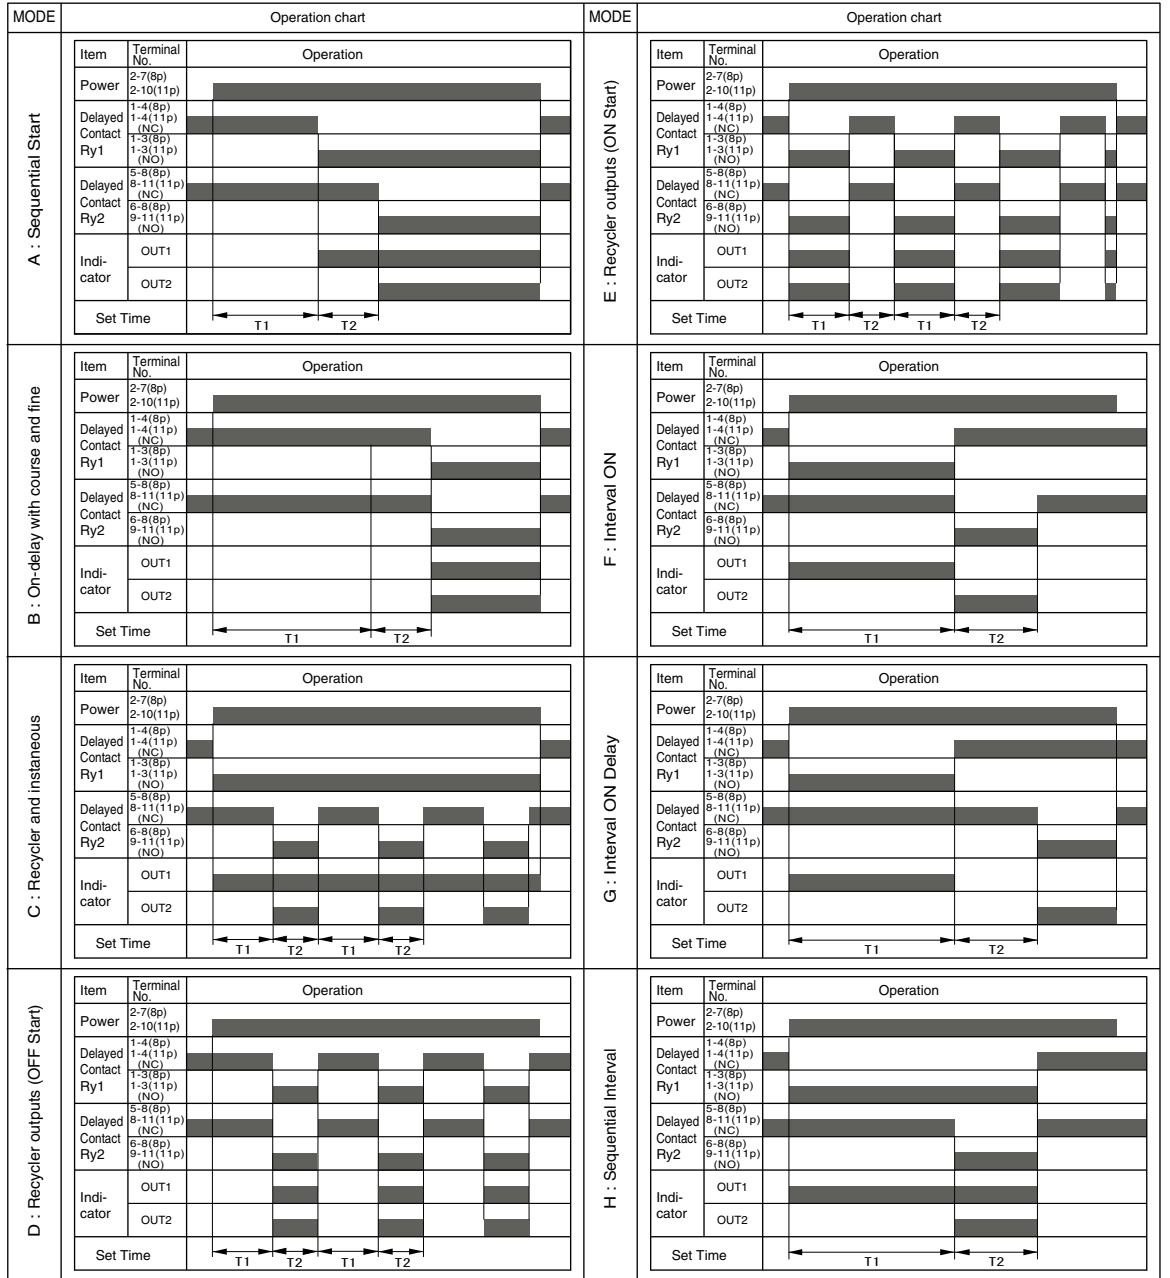 MODE Operation chart MODE Operation chart
A : Sequential Start
Item Terminal No. Operation
Power 2-7(8p)
2-10(11p)
Delayed Contact Ry1 1-4(8p)
1-4(11p)
(NC)
1-3(8p)
1-3(11p)
(NO)
Delayed Contact Ry2 5-8(8p)
8-11(11p)
(NC)
6-8(8p)
9-11(11p)
(NO)
Indi-
cator OUT1
OUT2
Set Time T1 T2
B : On-delay with course and fine
Item Terminal No. Operation
Power 2-7(8p)
2-10(11p)
Delayed Contact Ry1 1-4(8p)
1-4(11p)
(NC)
1-3(8p)
1-3(11p)
(NO)
Delayed Contact Ry2 5-8(8p)
8-11(11p)
(NC)
6-8(8p)
9-11(11p)
(NO)
Indi-
cator OUT1
OUT2
Set Time T1 T2
C : Recycler and instaneous
Item Terminal No. Operation
Power 2-7(8p)
2-10(11p)
Delayed Contact Ry1 1-4(8p)
1-4(11p)
(NC)
1-3(8p)
1-3(11p)
(NO)
Delayed Contact Ry2 5-8(8p)
8-11(11p)
(NC)
6-8(8p)
9-11(11p)
(NO)
Indi-
cator OUT1
OUT2
Set Time T1 T2 T1 T2
D : Recycler outputs (OFF Start)
Item Terminal No. Operation
Power 2-7(8p)
2-10(11p)
Delayed Contact Ry1 1-4(8p)
1-4(11p)
(NC)
1-3(8p)
1-3(11p)
(NO)
Delayed Contact Ry2 5-8(8p)
8-11(11p)
(NC)
6-8(8p)
9-11(11p)
(NO)
Indi-
cator OUT1
OUT2
Set Time T1 T2 T1 T2
E : Recycler outputs (ON Start)
Item Terminal No. Operation
Power 2-7(8p)
2-10(11p)
Delayed Contact Ry1 1-4(8p)
1-4(11p)
(NC)
1-3(8p)
1-3(11p)
(NO)
Delayed Contact Ry2 5-8(8p)
8-11(11p)
(NC)
6-8(8p)
9-11(11p)
(NO)
Indi-
cator OUT1
OUT2
Set Time T1 T2 T1 T2
F : Interval ON
Item Terminal No. Operation
Power 2-7(8p)
2-10(11p)
Delayed Contact Ry1 1-4(8p)
1-4(11p)
(NC)
1-3(8p)
1-3(11p)
(NO)
Delayed Contact Ry2 5-8(8p)
8-11(11p)
(NC)
6-8(8p)
9-11(11p)
(NO)
Indi-
cator OUT1
OUT2
Set Time T1 T2
G : Interval ON Delay
Item Terminal No. Operation
Power 2-7(8p)
2-10(11p)
Delayed Contact Ry1 1-4(8p)
1-4(11p)
(NC)
1-3(8p)
1-3(11p)
(NO)
Delayed Contact Ry2 5-8(8p)
8-11(11p)
(NC)
6-8(8p)
9-11(11p)
(NO)
Indi-
cator OUT1
OUT2
Set Time T1 T2
H : Sequential Interval
Item Terminal No. Operation
Power 2-7(8p)
2-10(11p)
Delayed Contact Ry1 1-4(8p)
1-4(11p)
(NC)
1-3(8p)
1-3(11p)
(NO)
Delayed Contact Ry2 5-8(8p)
8-11(11p)
(NC)
6-8(8p)
9-11(11p)
(NO)
Indi-
cator OUT1
OUT2
Set Time T1 T2